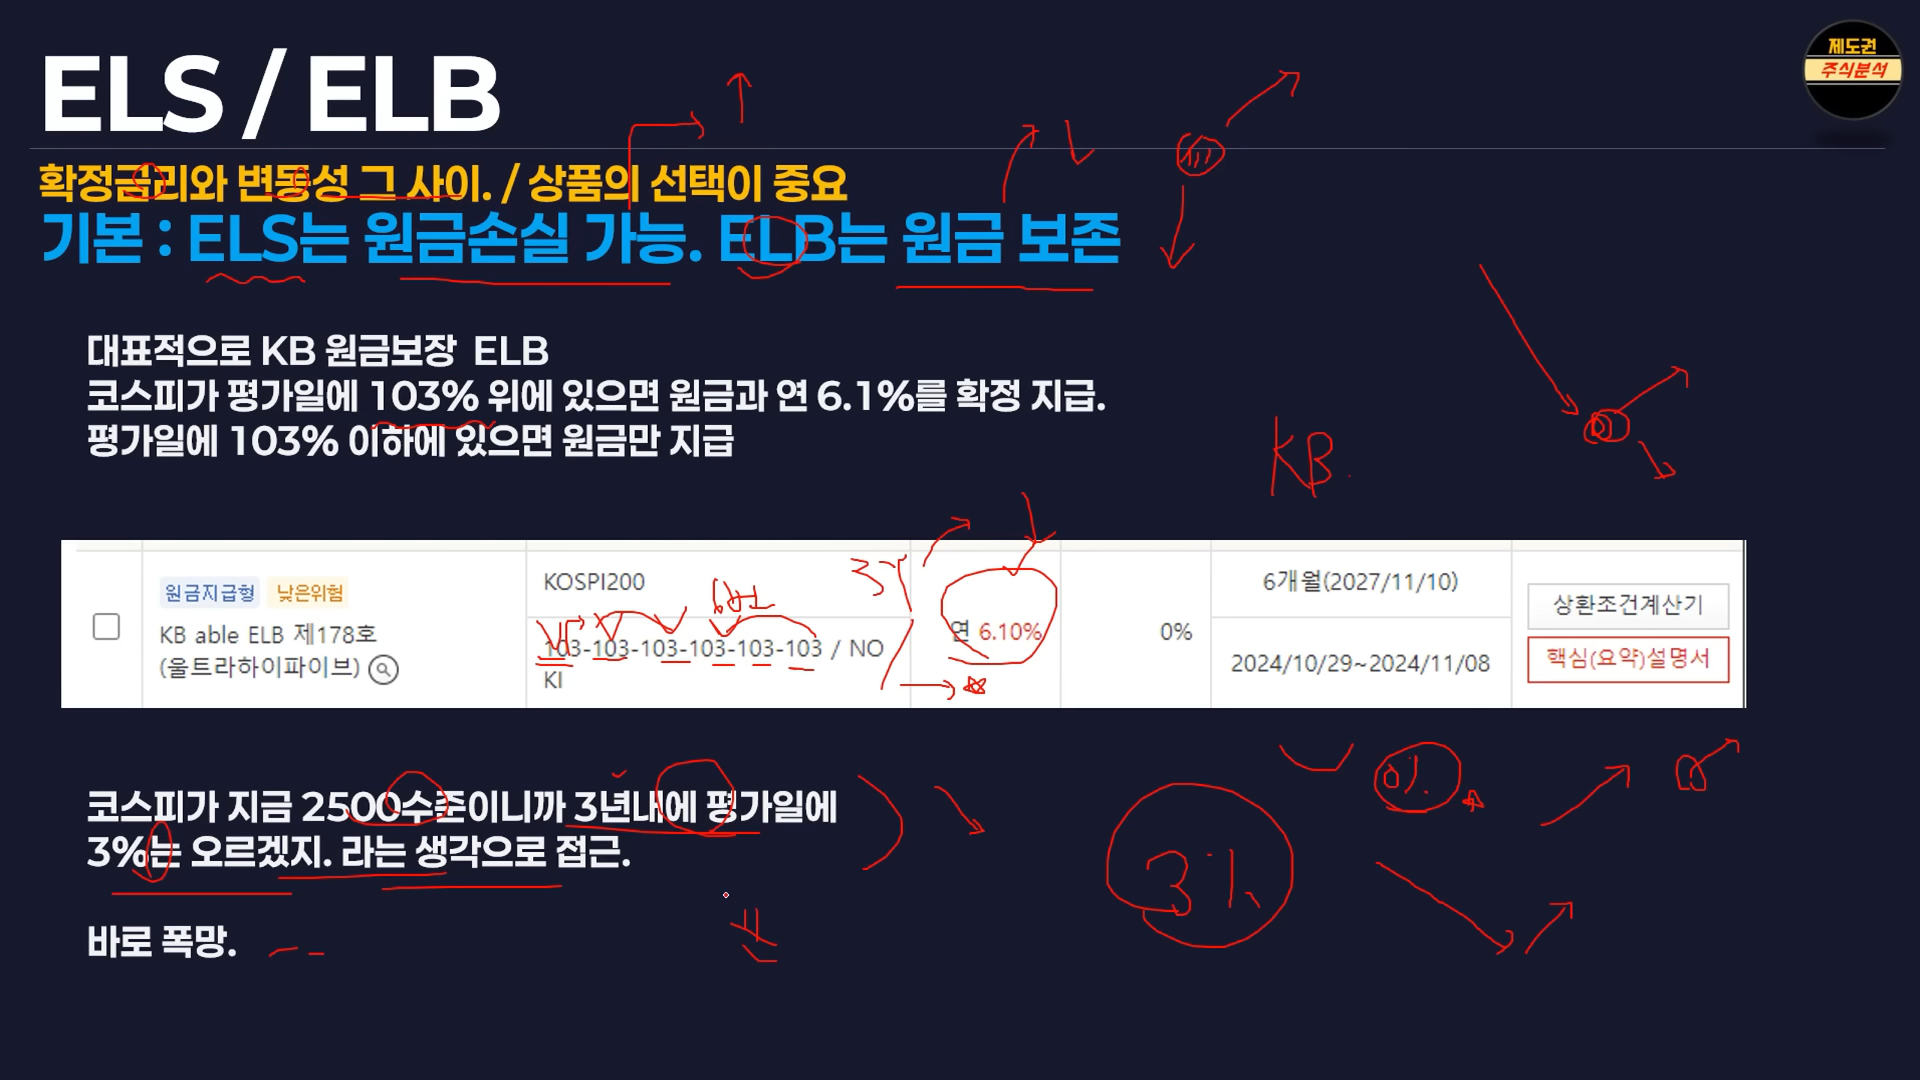 ELS / ELB
제도권
주식분석
확정금리와 변동성 그 사이. / 상품의 선택이 중요
기본 : ELS는 원금손실 가능. ELB는 원금 보존
대표적으로 KB 원금보장 ELB
코스피가 평가일에 103% 위에 있으면 원금과 연 6.1%를 확정 지급.
평가일에 103% 이하에 있으면 원금만 지급
KB.
원금지급형 낮은위험
KB able ELB 제178호
(울트라하이파이브)
KOSPI200
103-103-103-103-103-103 / NO
KI
6번
연 6.10%
0%
6개월(2027/11/10)
2024/10/29~2024/11/08
상환조건계산기
핵심(요약)설명서
코스피가 지금 2500수준이니까 3년내에 평가일에
3%는 오르겠지. 라는 생각으로 접근.
바로 폭망.
3%
0%